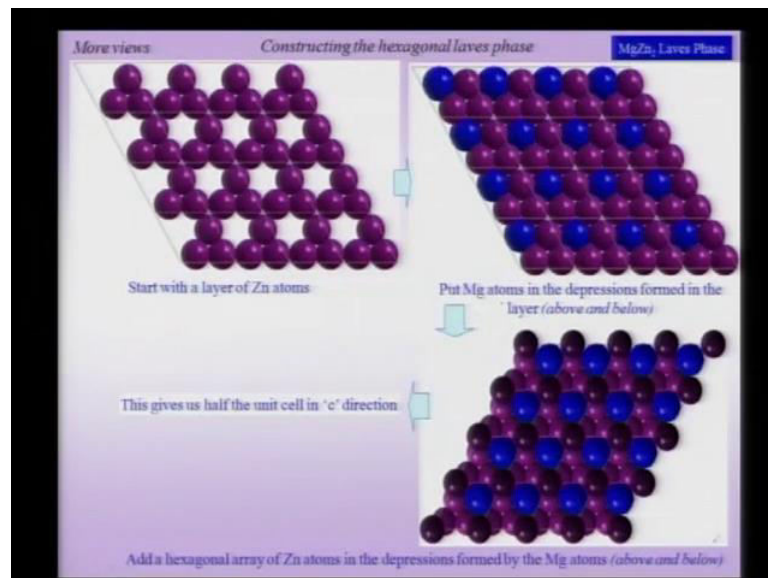 More views
Constructing the hexagonal laves phase
MgZn₂ Laves Phase
Start with a layer of Zn atoms
Put Mg atoms in the depressions formed in the
layer (above and below)
This gives us half the unit cell in ‘c’ direction
Add a hexagonal array of Zn atoms in the depressions formed by the Mg atoms (above and below)